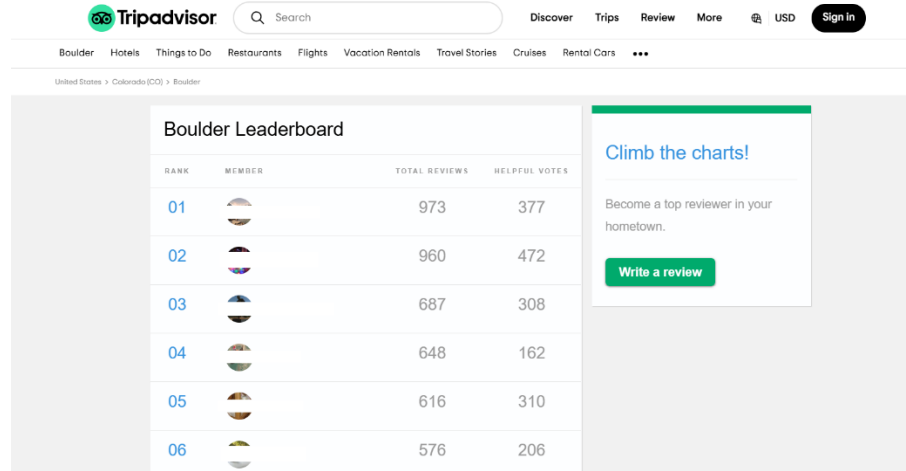 Tripadvisor Search Discover Trips Review More USD Sign in
Boulder Hotels Things to Do Restaurants Flights Vacation Rentals Travel Stories Cruises Rental Cars •••
United States > Colorado (CO) > Boulder
Boulder Leaderboard
RANK MEMBER TOTAL REVIEWS HELPFUL VOTES
01 973 377
02 960 472
03 687 308
04 648 162
05 616 310
06 576 206
Climb the charts!
Become a top reviewer in your
hometown.
Write a review